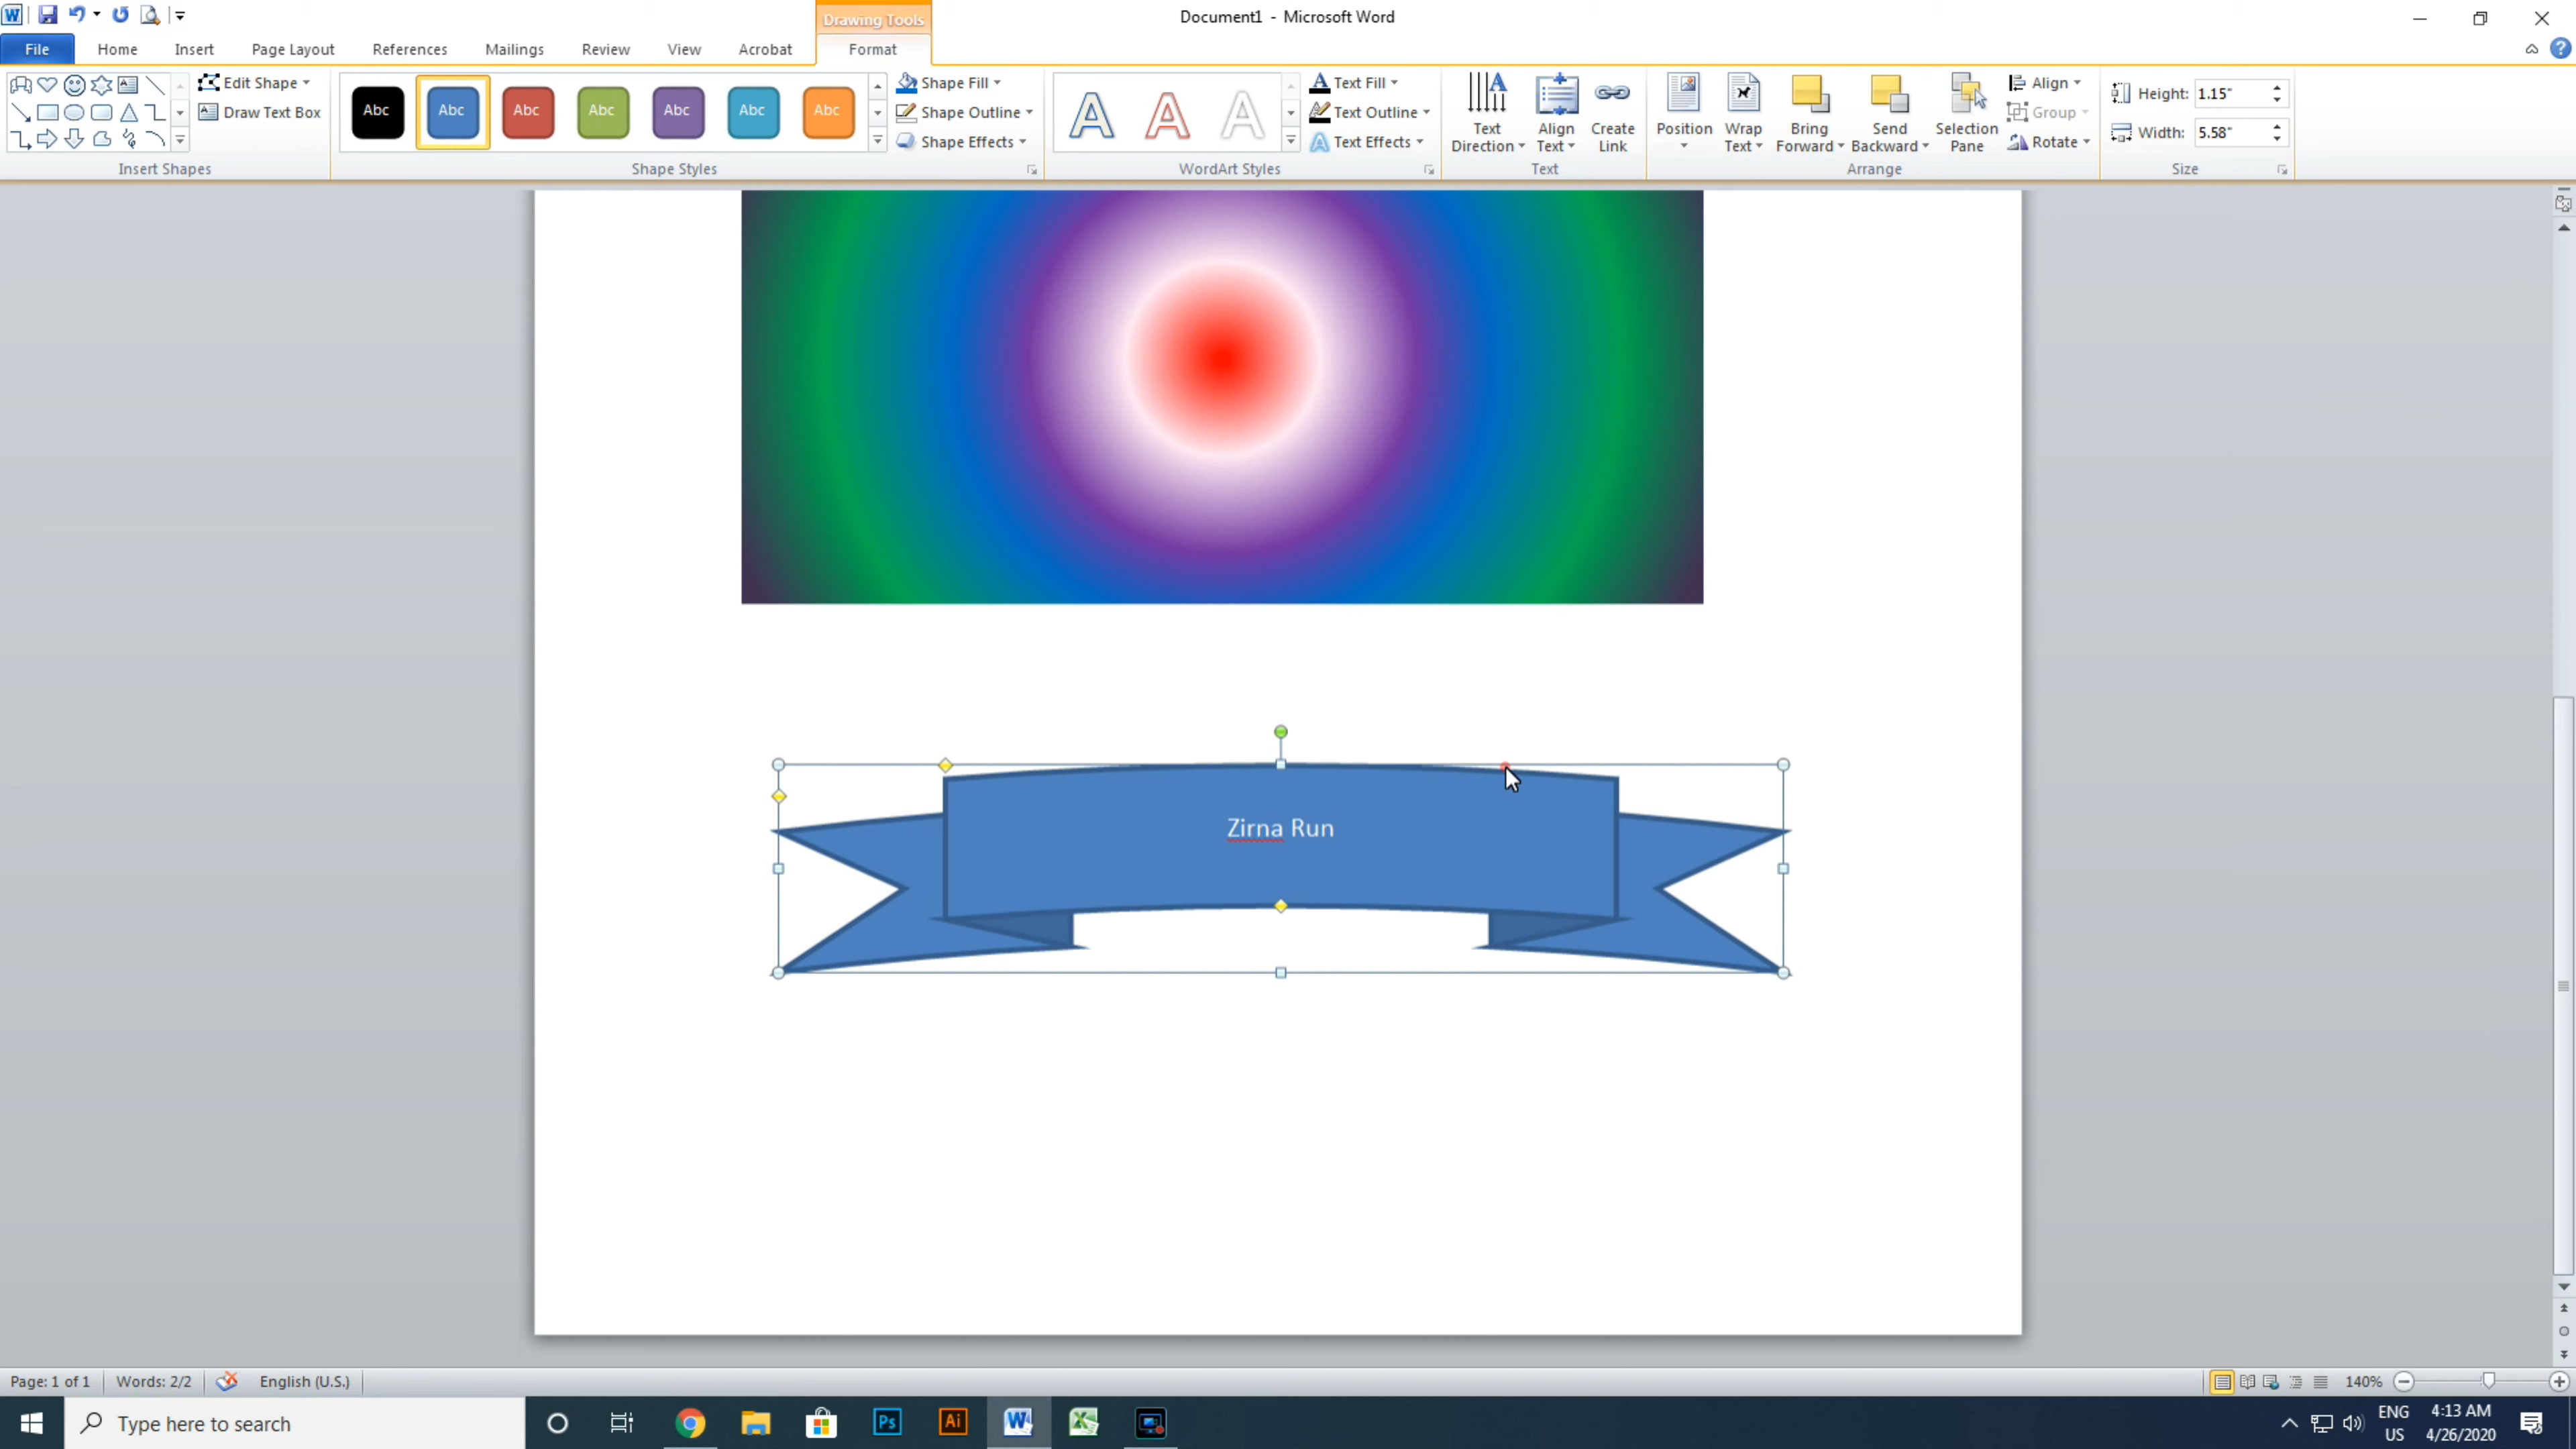 Drawing Tools
Document1 - Microsoft Word
File Home Insert Page Layout References Mailings Review View Acrobat Format
Edit Shape
Draw Text Box
Insert Shapes
Abc Abc Abc Abc Abc Abc Abc
Shape Fill
Shape Outline
Shape Effects
Shape Styles
A A A
Text Fill
Text Outline
Text Effects
WordArt Styles
Text Direction
Align Text
Create Link
Text
Position
Wrap Text
Bring Forward
Send Backward
Selection Pane
Align
Group
Rotate
Arrange
Height: 1.15"
Width: 5.58"
Size
Zirna Run
Page: 1 of 1 Words: 2/2 English (U.S.) 140%
Type here to search
Ps Ai W X
ENG
US
4:13 AM
4/26/2020